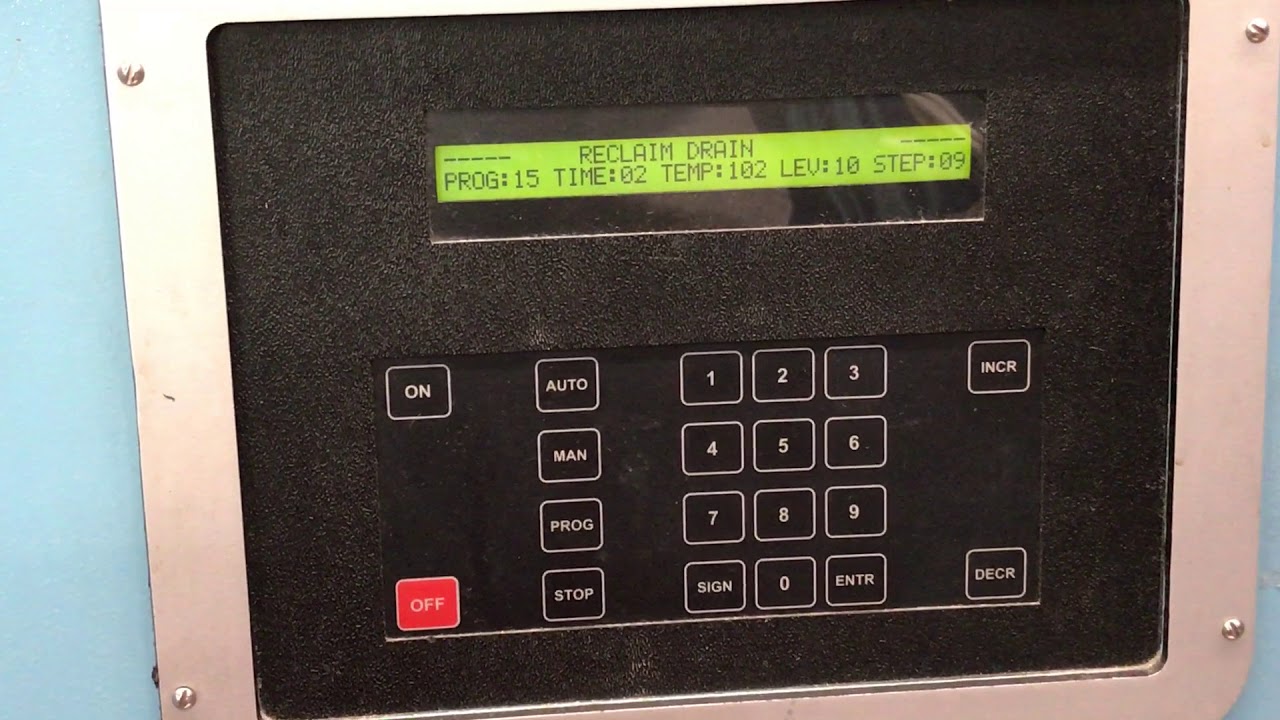 ----- RECLAIM DRAIN -----
PROG:15 TIME:02 TEMP:102 LEV:10 STEP:09
ON AUTO 1 2 3 INCR
MAN 4 5 6
PROG 7 8 9
OFF STOP SIGN 0 ENTR DECR